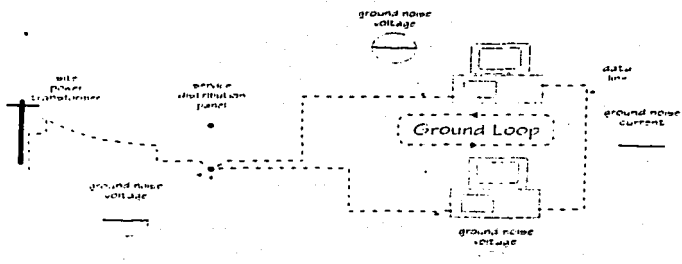 ground noise
voltage
site
power
transformer
service
distribution
panel
data
line
ground noise
current
Ground Loop
ground noise
voltage
ground noise
voltage